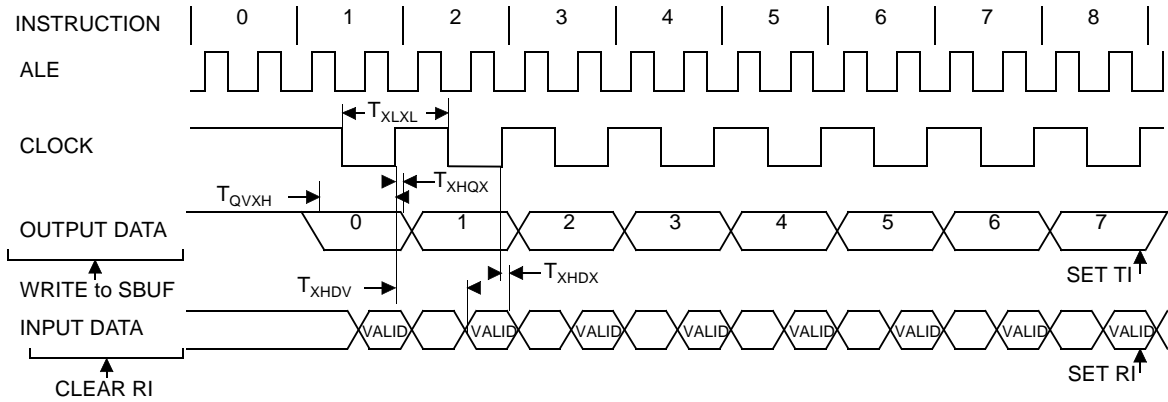 INSTRUCTION 0 1 2 3 4 5 6 7 8
ALE
TXLXL
CLOCK
TXHQX
TQVXH
OUTPUT DATA 0 1 2 3 4 5 6 7
TXHDX
SET TI
WRITE to SBUF
TXHDV
INPUT DATA VALID VALID VALID VALID VALID VALID VALID VALID
SET RI
CLEAR RI